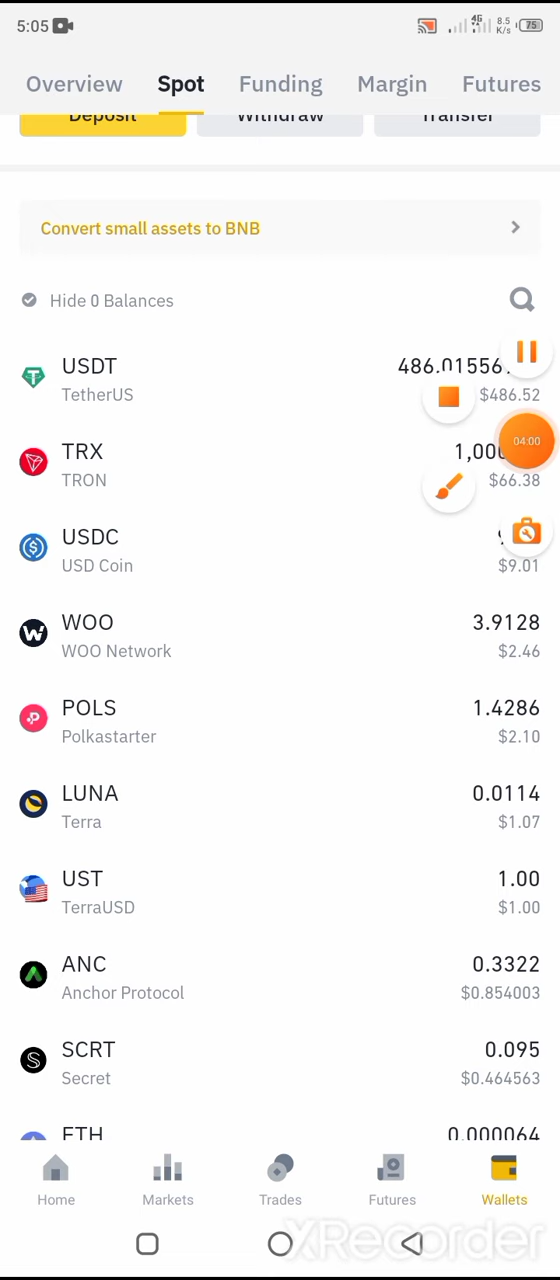 5:05
4G
8.5
K/s
75
Overview Spot Funding Margin Futures
Deposit Withdraw Transfer
Convert small assets to BNB
Hide 0 Balances
USDT
TetherUS $486.52
TRX
TRON $66.38
04:00
USDC
USD Coin $9.01
WOO 3.9128
WOO Network $2.46
POLS 1.4286
Polkastarter $2.10
LUNA 0.0114
Terra $1.07
UST 1.00
TerraUSD $1.00
ANC 0.3322
Anchor Protocol $0.854003
SCRT 0.095
Secret $0.464563
ETH 0.000064
Home Markets Trades Futures Wallets
XRecorder